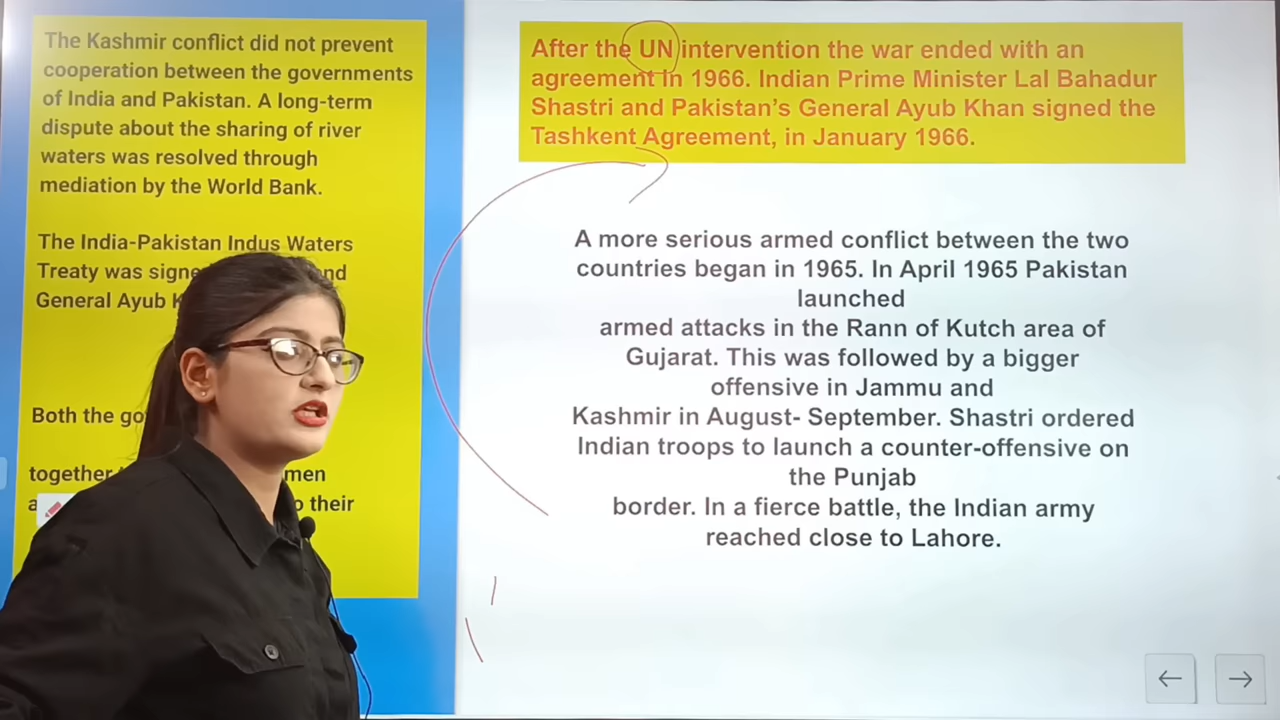 The Kashmir conflict did not prevent
cooperation between the governments
of India and Pakistan. A long-term
dispute about the sharing of river
waters was resolved through
mediation by the World Bank.
The India-Pakistan Indus Waters
Treaty was
General Ayub
Both the
together
their
After the UN intervention the war ended with an
agreement in 1966. Indian Prime Minister Lal Bahadur
Shastri and Pakistan's General Ayub Khan signed the
Tashkent Agreement, in January 1966.
A more serious armed conflict between the two
countries began in 1965. In April 1965 Pakistan
launched
armed attacks in the Rann of Kutch area of
Gujarat. This was followed by a bigger
offensive in Jammu and
Kashmir in August- September. Shastri ordered
Indian troops to launch a counter-offensive on
the Punjab
border. In a fierce battle, the Indian army
reached close to Lahore.